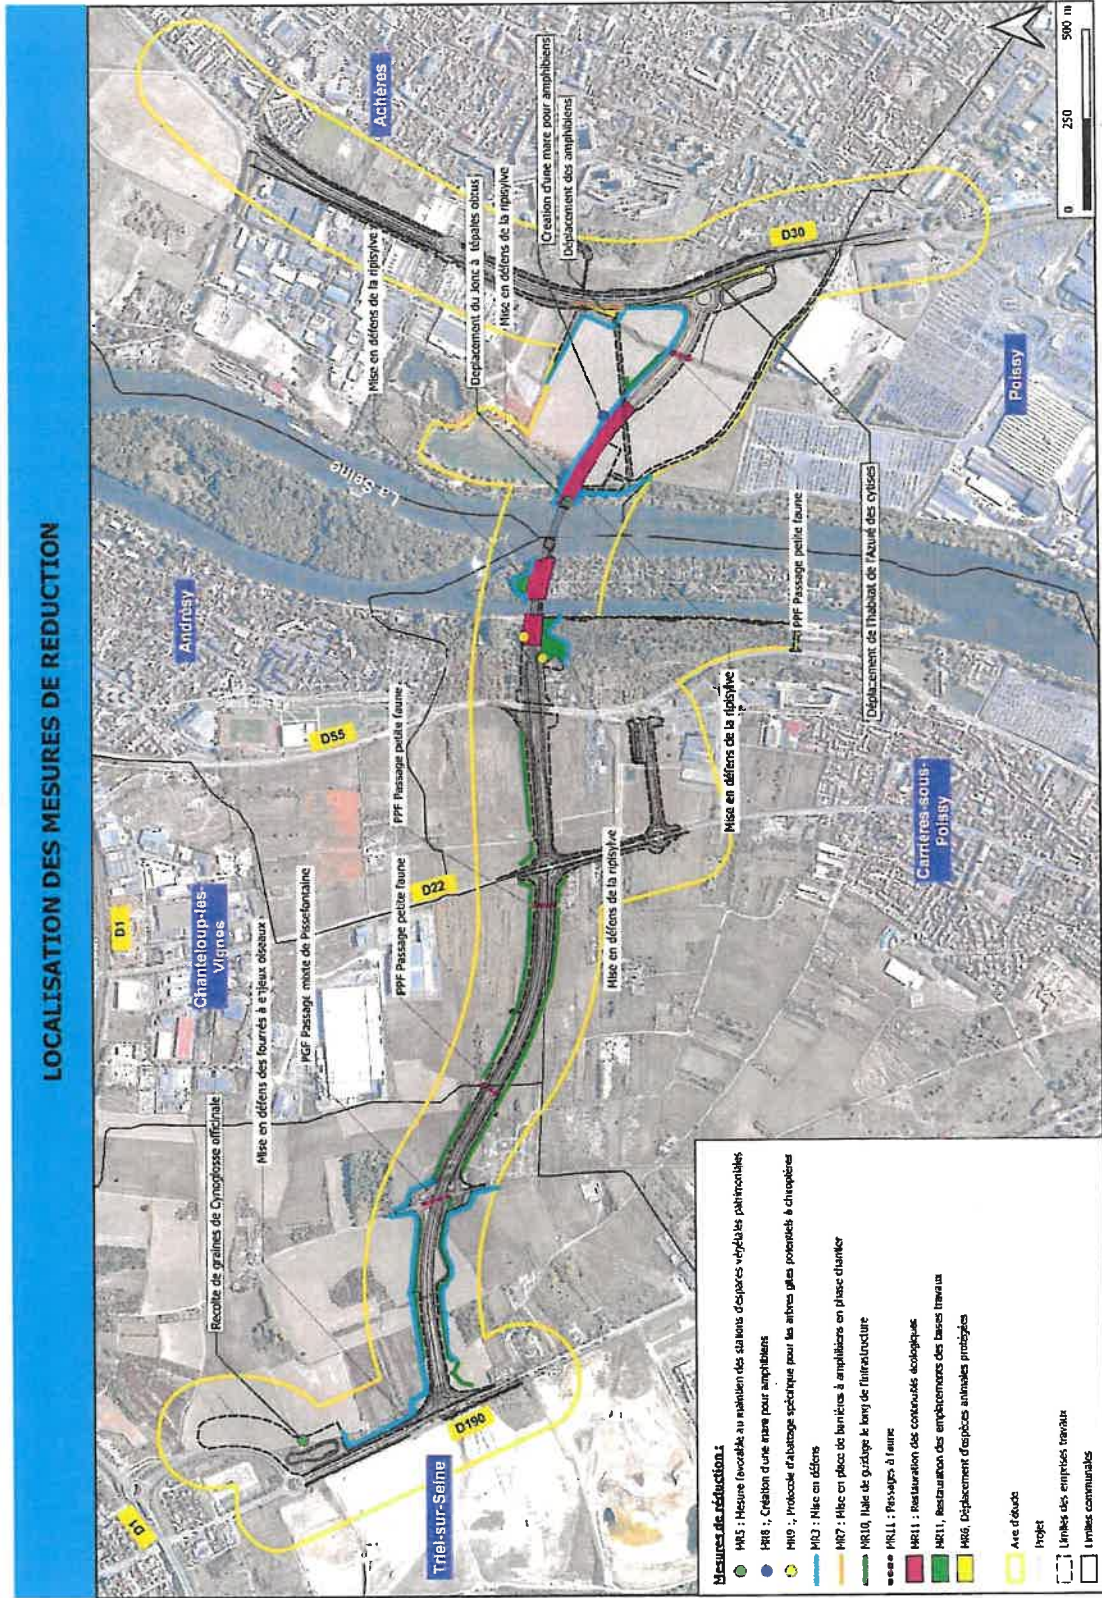 LOCALISATION DES MESURES DE REDUCTION
D1
Triel-sur-Seine
D190
Recolte de graines de Cynoglosse officinale
Mise en défens des fourrés à enjeux oiseaux
PGF Passage mixte de Pissefontaine
Chanteloup-les-
Vignes
D1
PPF Passage petite faune
D22
PPF Passage petite faune
D55
Andrésy
La Seine
Mise en défens de la ripisylve
Déplacement du Jonc à tépales obtus
Mise en défens de la ripisylve
Création d'une mare pour amphibiens
Déplacement des amphibiens
Achères
D30
Poissy
Déplacement de l'habitat de l'Azuré des cytises
PPF Passage petite faune
Mise en défens de la ripisylve
Mise en défens de la ripisylve
Carrières-sous-
Poissy
0 250 500 m
Mesures de réduction :
MR5 : Mesure favorable au maintien des stations d'espaces végétales patrimoniales
MR8 :, Création d'une mare pour amphibiens
MR9 :, Protocole d'abattage spécifique pour les arbres gîtes potentiels à chiroptères
MR3 : Mise en défens
MR7 : Mise en place de barrières à amphibiens en phase chantier
MR10, Haie de guidage le long de l'infrastructure
MR11 : Passages à faune
MR11 : Restauration des continuités écologiques
MR11, Restauration des emplacements des bases travaux
MR6, Déplacement d'espèces animales protégées
Aire d'étude
Projet
Limites des emprises travaux
Limites communales